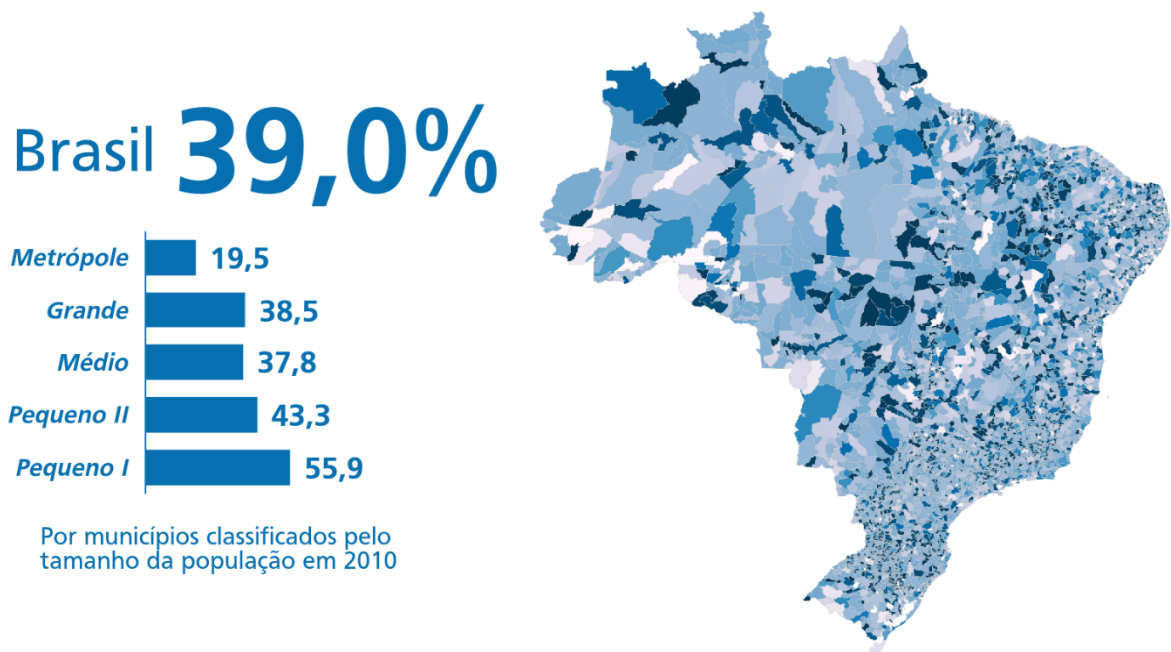 Brasil 39,0%
Metrópole 19,5
Grande 38,5
Médio 37,8
Pequeno II 43,3
Pequeno I 55,9
Por municípios classificados pelo
tamanho da população em 2010